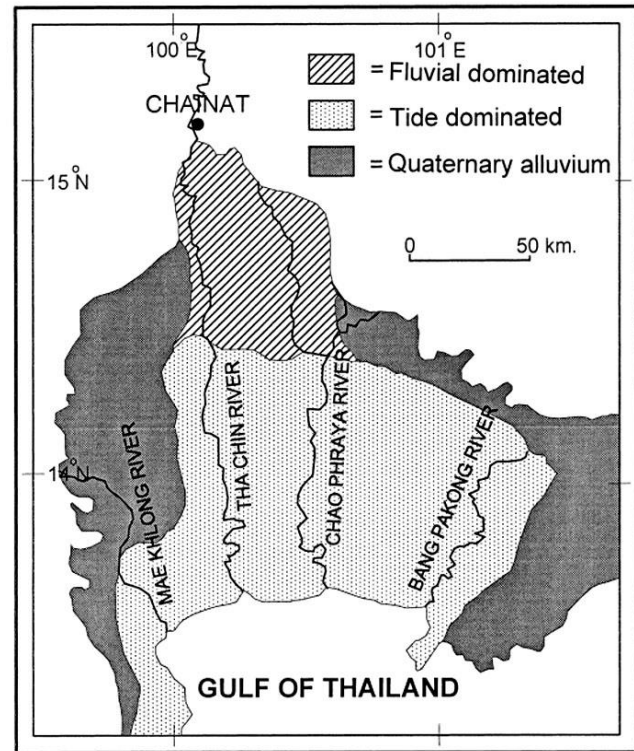 100°E
101°E
CHAINAT
= Fluvial dominated
= Tide dominated
= Quaternary alluvium
15°N
0 50 km.
14°N
MAE KHLONG RIVER
THA CHIN RIVER
CHAO PHRAYA RIVER
BANG PAKONG RIVER
GULF OF THAILAND